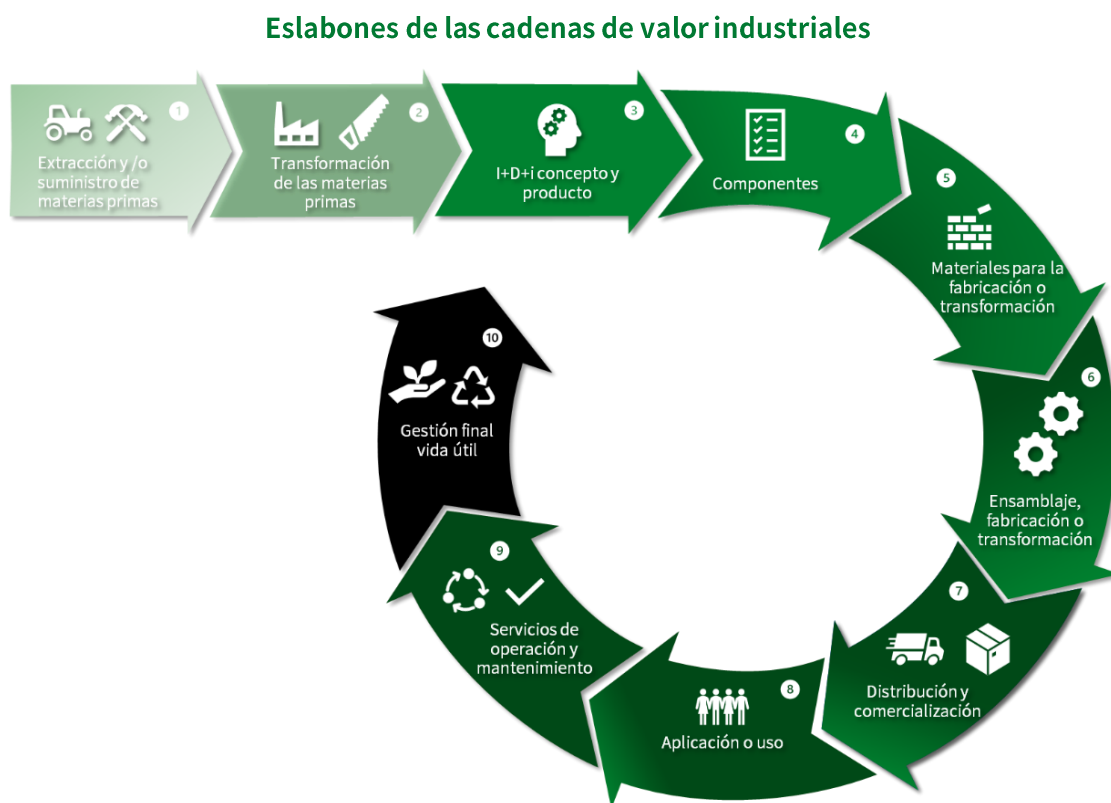 Eslabones de las cadenas de valor industriales
1
Extracción y /o
suministro de
materias primas
2
Transformación
de las materias
primas
3
I+D+i concepto y
producto
4
Componentes
5
Materiales para la
fabricación o
transformación
6
Ensamblaje,
fabricación o
transformación
7
Distribución y
comercialización
8
Aplicación o uso
9
Servicios de
operación y
mantenimiento
10
Gestión final
vida útil